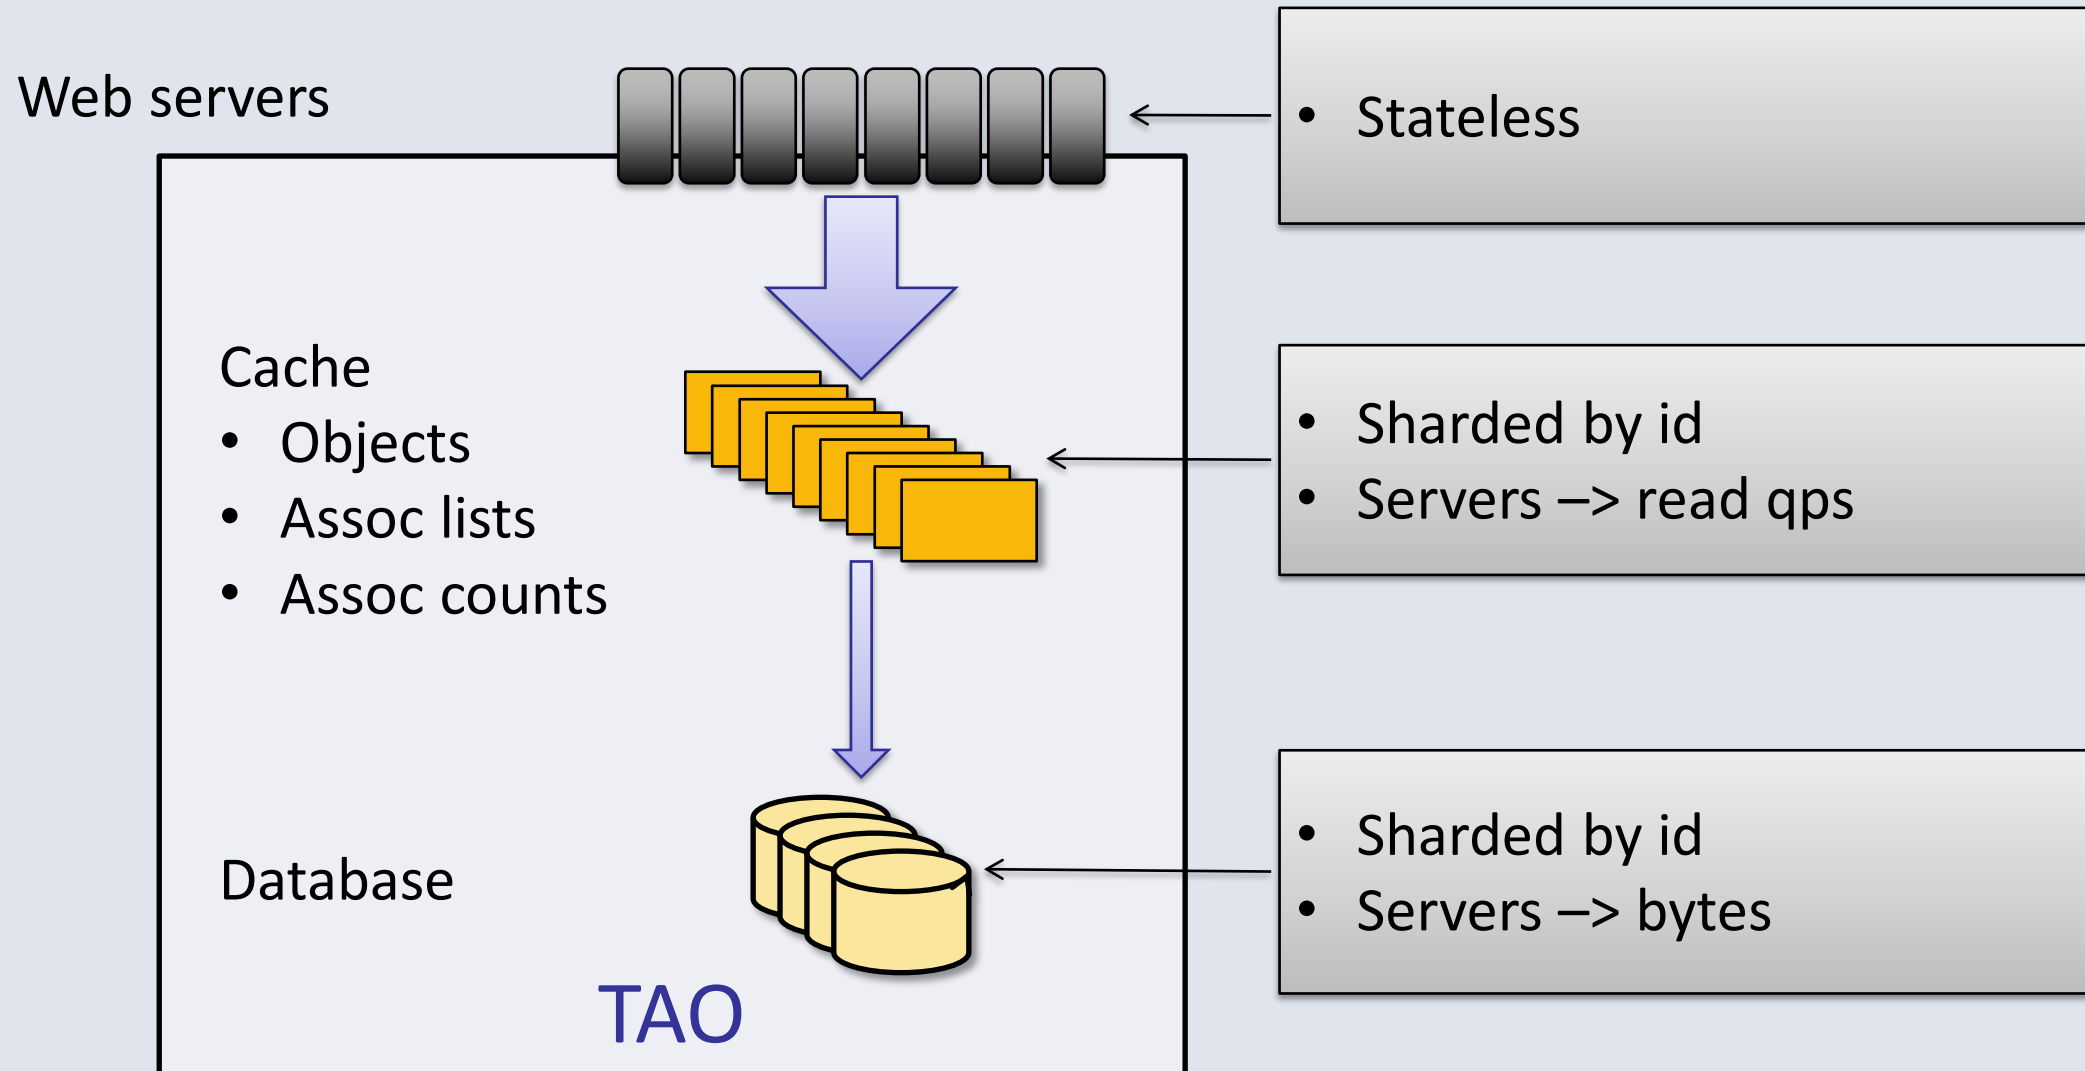 Web servers
• Stateless
Cache
• Objects
• Assoc lists
• Assoc counts
• Sharded by id
• Servers –> read qps
Database
• Sharded by id
• Servers –> bytes
TAO